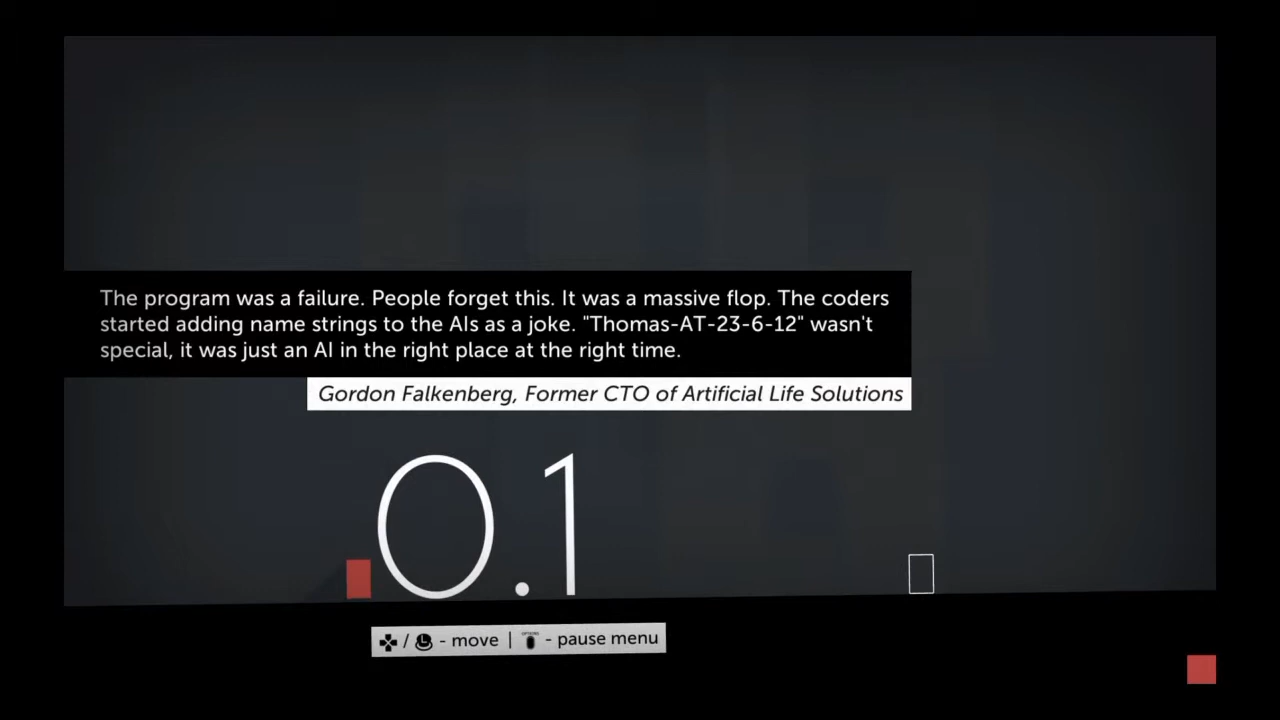 The program was a failure. People forget this. It was a massive flop. The coders
started adding name strings to the AIs as a joke. "Thomas-AT-23-6-12" wasn't
special, it was just an AI in the right place at the right time.
Gordon Falkenberg, Former CTO of Artificial Life Solutions
0.1
/ L - move | OPTIONS - pause menu